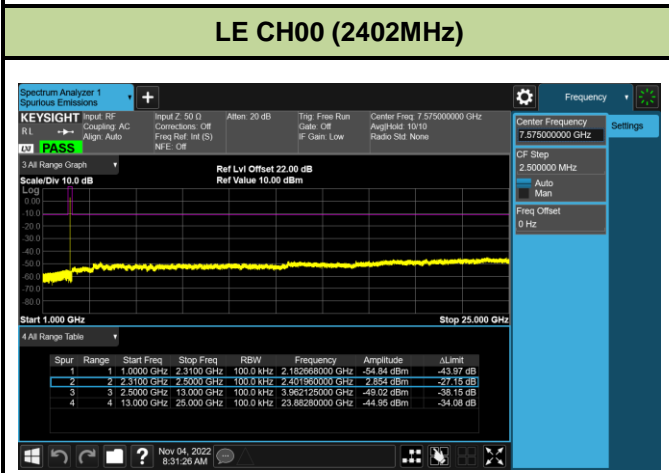 LE CH00 (2402MHz)
Spectrum Analyzer 1
Spurious Emissions
+
Frequency
KEYSIGHT
RL
LXI
PASS
Input: RF
Coupling: AC
Align: Auto
Input Z: 50 Ω
Corrections: Off
Freq Ref: Int (S)
NFE: Off
Atten: 20 dB
Trig: Free Run
Gate: Off
IF Gain: Low
Center Freq: 7.575000000 GHz
Avg|Hold: 10/10
Radio Std: None
Center Frequency
7.575000000 GHz
Settings
CF Step
2.500000 MHz
Auto
Man
Freq Offset
0 Hz
3 All Range Graph
Ref Lvl Offset 22.00 dB
Scale/Div 10.0 dB
Ref Value 10.00 dBm
Log
0.00
-10.0
-20.0
-30.0
-40.0
-50.0
-60.0
-70.0
-80.0
Start 1.000 GHz
Stop 25.000 GHz
4 All Range Table
Spur Range Start Freq Stop Freq RBW Frequency Amplitude ΔLimit
1 1 1.0000 GHz 2.3100 GHz 100.0 kHz 2.182668000 GHz -54.84 dBm -43.97 dB
2 2 2.3100 GHz 2.5000 GHz 100.0 kHz 2.401960000 GHz 2.854 dBm -27.15 dB
3 3 2.5000 GHz 13.000 GHz 100.0 kHz 3.962125000 GHz -49.02 dBm -38.15 dB
4 4 13.000 GHz 25.000 GHz 100.0 kHz 23.88280000 GHz -44.95 dBm -34.08 dB
?
Nov 04, 2022
8:31:26 AM